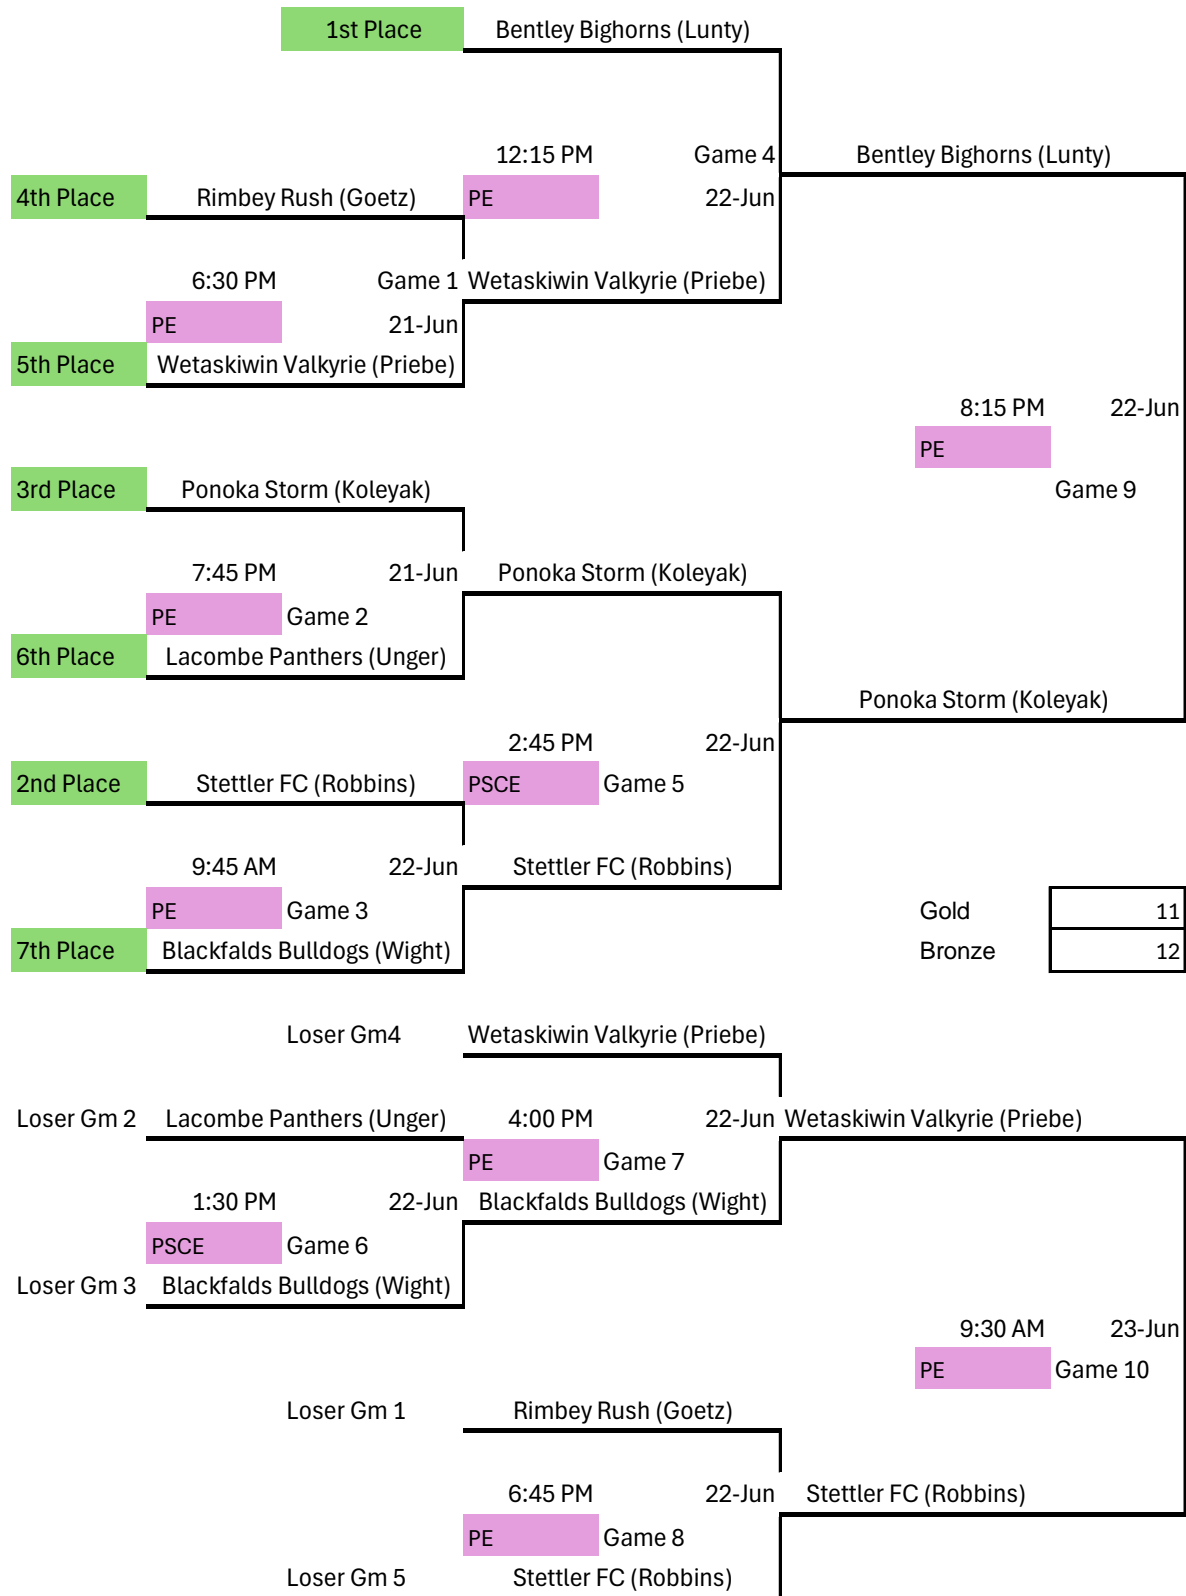 1st Place Bentley Bighorns (Lunty)
12:15 PM Game 4 Bentley Bighorns (Lunty)
4th Place Rimbey Rush (Goetz) PE 22-Jun
6:30 PM Game 1 Wetaskiwin Valkyrie (Priebe)
PE 21-Jun
5th Place Wetaskiwin Valkyrie (Priebe)
8:15 PM 22-Jun
PE
3rd Place Ponoka Storm (Koleyak) Game 9
7:45 PM 21-Jun Ponoka Storm (Koleyak)
PE Game 2
6th Place Lacombe Panthers (Unger)
Ponoka Storm (Koleyak)
2:45 PM 22-Jun
2nd Place Stettler FC (Robbins) PSCE Game 5
9:45 AM 22-Jun Stettler FC (Robbins)
PE Game 3 Gold 11
7th Place Blackfalds Bulldogs (Wight) Bronze 12
Loser Gm4 Wetaskiwin Valkyrie (Priebe)
Loser Gm 2 Lacombe Panthers (Unger) 4:00 PM 22-Jun Wetaskiwin Valkyrie (Priebe)
PE Game 7
1:30 PM 22-Jun Blackfalds Bulldogs (Wight)
PSCE Game 6
Loser Gm 3 Blackfalds Bulldogs (Wight)
9:30 AM 23-Jun
PE Game 10
Loser Gm 1 Rimbey Rush (Goetz)
6:45 PM 22-Jun Stettler FC (Robbins)
PE Game 8
Loser Gm 5 Stettler FC (Robbins)